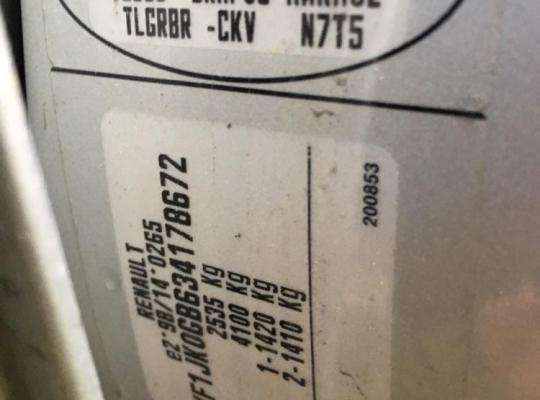 TLGRBR -CKV N7T5
RENAULT
e2*98/14*0265
VF1JK0GB634178672
2535 Kg
4100 Kg
1-1420 Kg
2-1410 Kg
200853